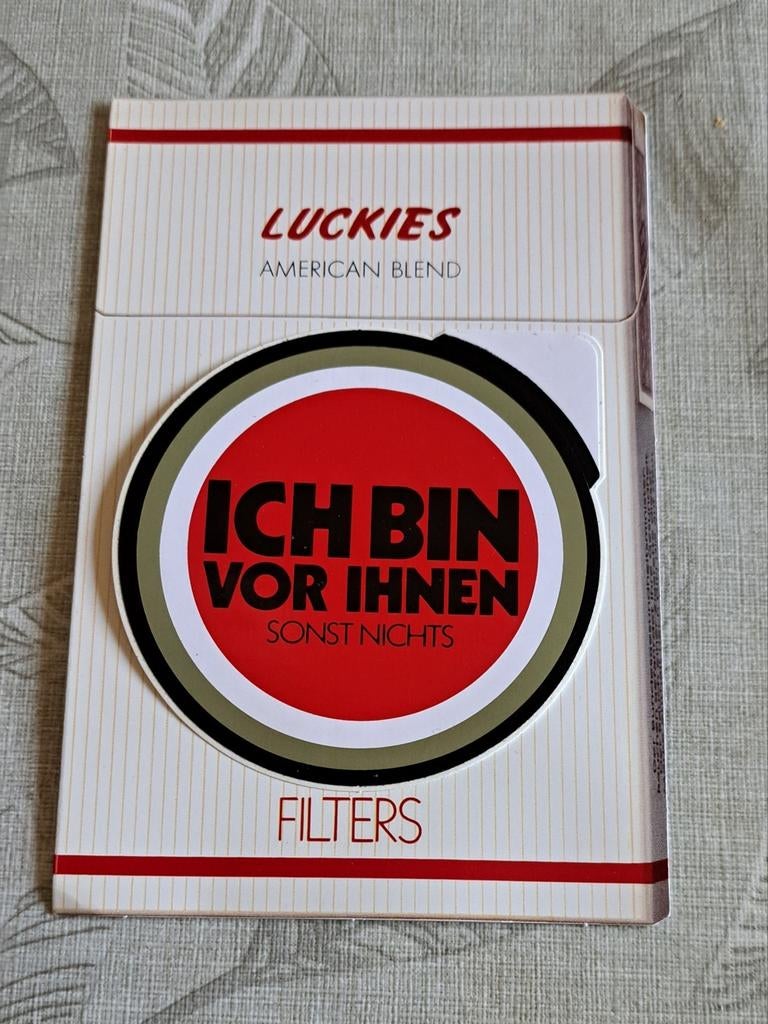 LUCKIES
AMERICAN BLEND
ICH BIN
VOR IHNEN
SONST NICHTS
FILTERS